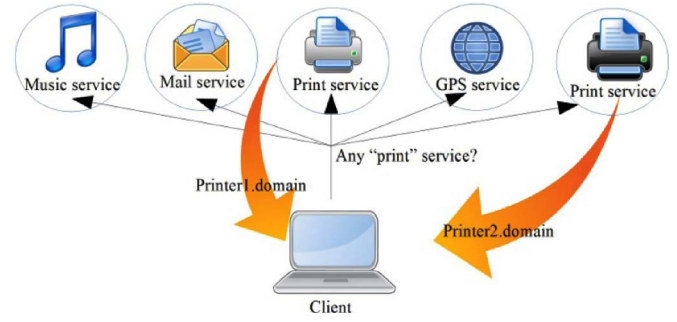 Music service
Mail service
Print service
GPS service
Print service
Any “print” service?
Printer1.domain
Printer2.domain
Client